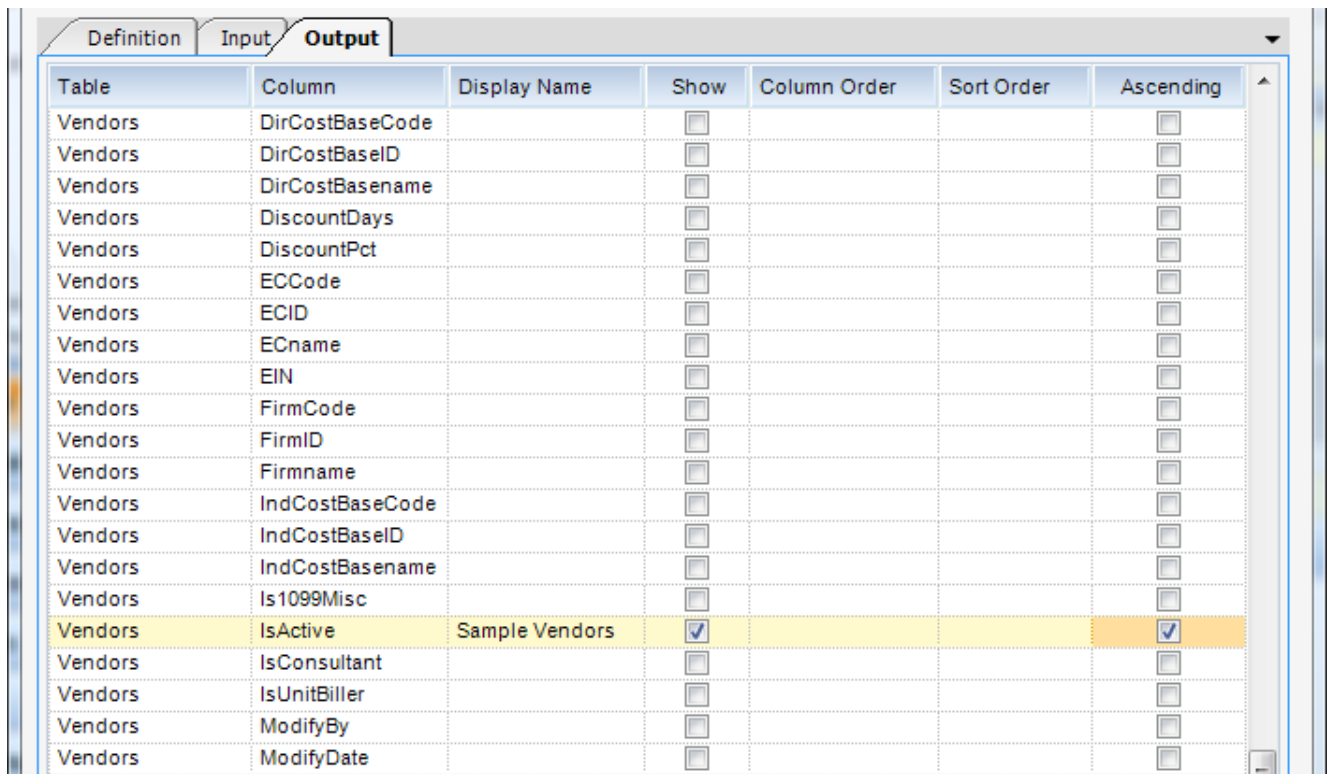 Definition Input Output
Table Column Display Name Show Column Order Sort Order Ascending
Vendors DirCostBaseCode
Vendors DirCostBaseID
Vendors DirCostBasename
Vendors DiscountDays
Vendors DiscountPct
Vendors ECCode
Vendors ECID
Vendors ECname
Vendors EIN
Vendors FirmCode
Vendors FirmID
Vendors Firmname
Vendors IndCostBaseCode
Vendors IndCostBaseID
Vendors IndCostBasename
Vendors Is1099Misc
Vendors IsActive Sample Vendors
Vendors IsConsultant
Vendors IsUnitBiller
Vendors ModifyBy
Vendors ModifyDate